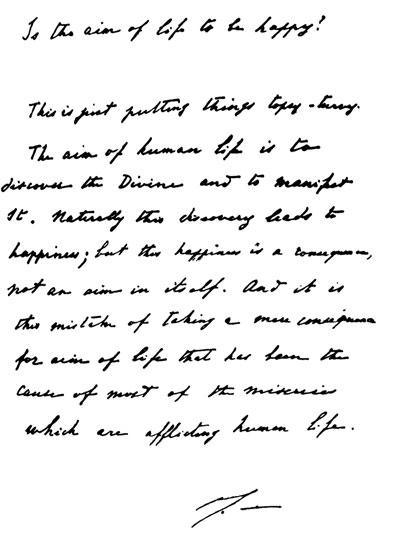 Is the aim of life to be happy?
This is just putting things topsy-turvy.
The aim of human life is to
discover the Divine and to manifest
It. Naturally this discovery leads to
happiness; but this happiness is a consequence,
not an aim in itself. And it is
this mistake of taking a mere consequence
for aim of life that has been the
cause of most of the miseries
which are afflicting human life.